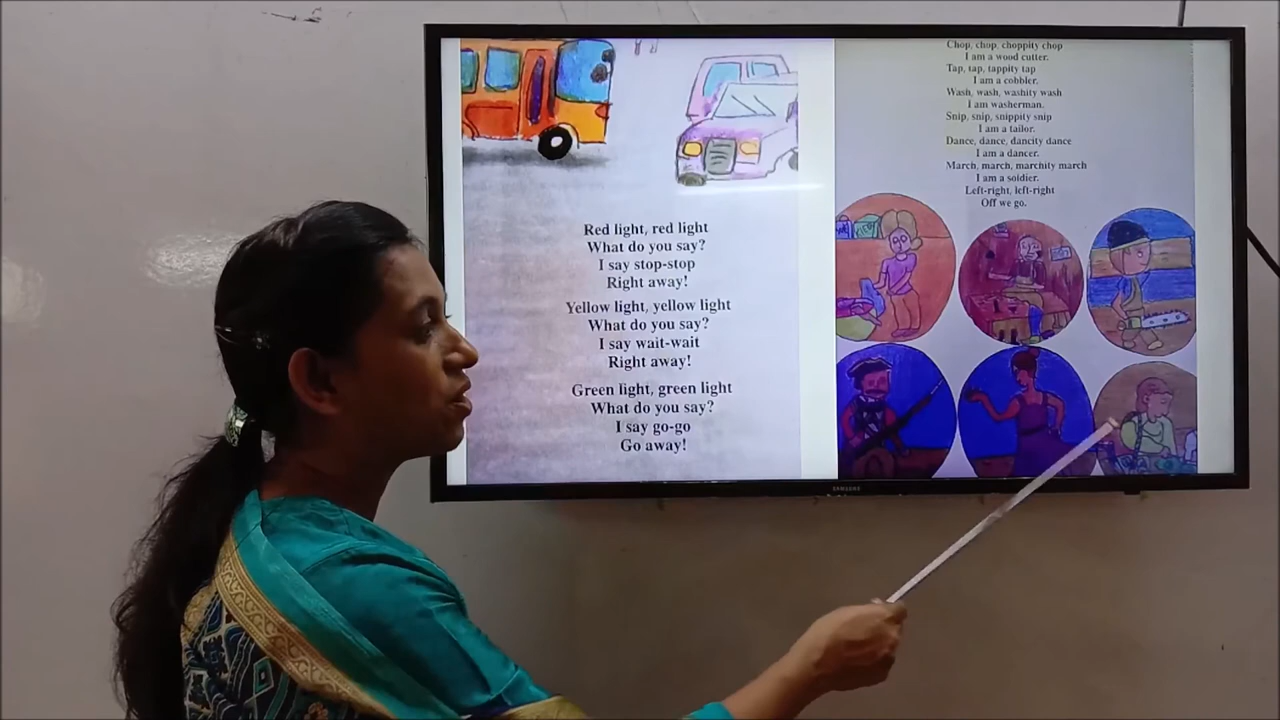 Red light, red light
What do you say?
I say stop-stop
Right away!
Yellow light, yellow light
What do you say?
I say wait-wait
Right away!
Green light, green light
What do you say?
I say go-go
Go away!
Chop, chop, choppity chop
I am a wood cutter.
Tap, tap, tappity tap
I am a cobbler.
Wash, wash, washity wash
I am washerman.
Snip, snip, snippity snip
I am a tailor.
Dance, dance, dancity dance
I am a dancer.
March, march, marchity march
I am a soldier.
Left-right, left-right
Off we go.
SAMSUNG